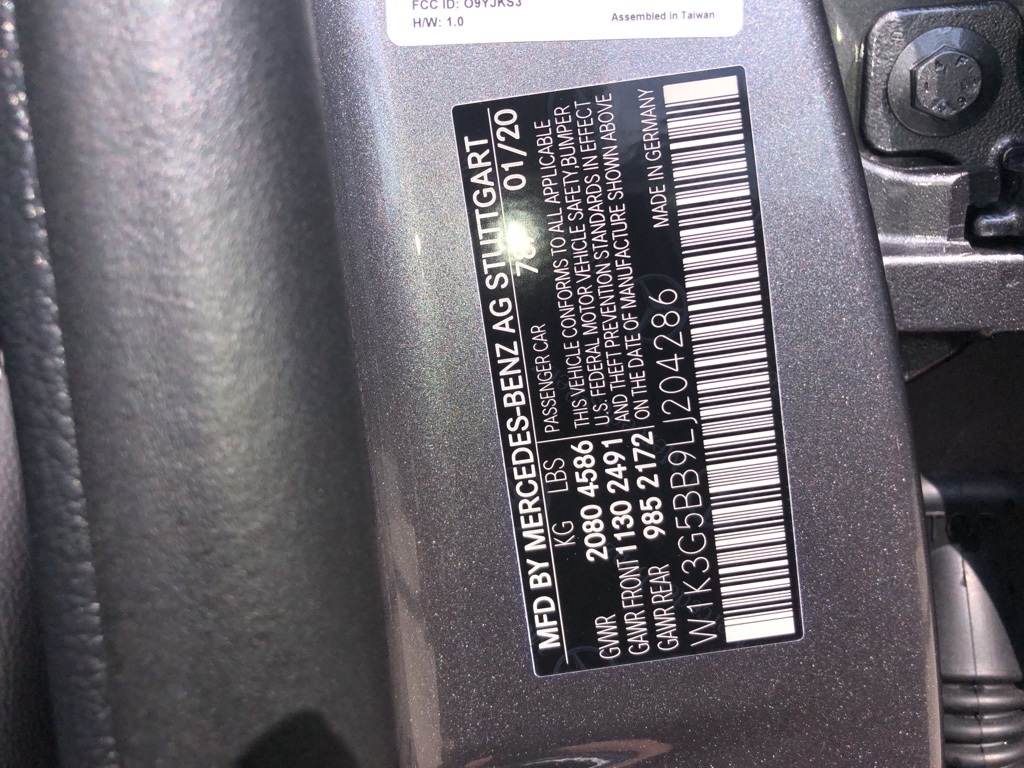 FCC ID: O9YJKS3
H/W: 1.0
Assembled in Taiwan
MFD BY MERCEDES-BENZ AG STUTTGART
01/20
KG LBS
PASSENGER CAR
GVWR 2080 4586
GAWR FRONT 1130 2491
GAWR REAR 985 2172
THIS VEHICLE CONFORMS TO ALL APPLICABLE
U.S. FEDERAL MOTOR VEHICLE SAFETY BUMPER
AND THEFT PREVENTION STANDARDS IN EFFECT
ON THE DATE OF MANUFACTURE SHOWN ABOVE
MADE IN GERMANY
W1K3G5BB9LJ204286